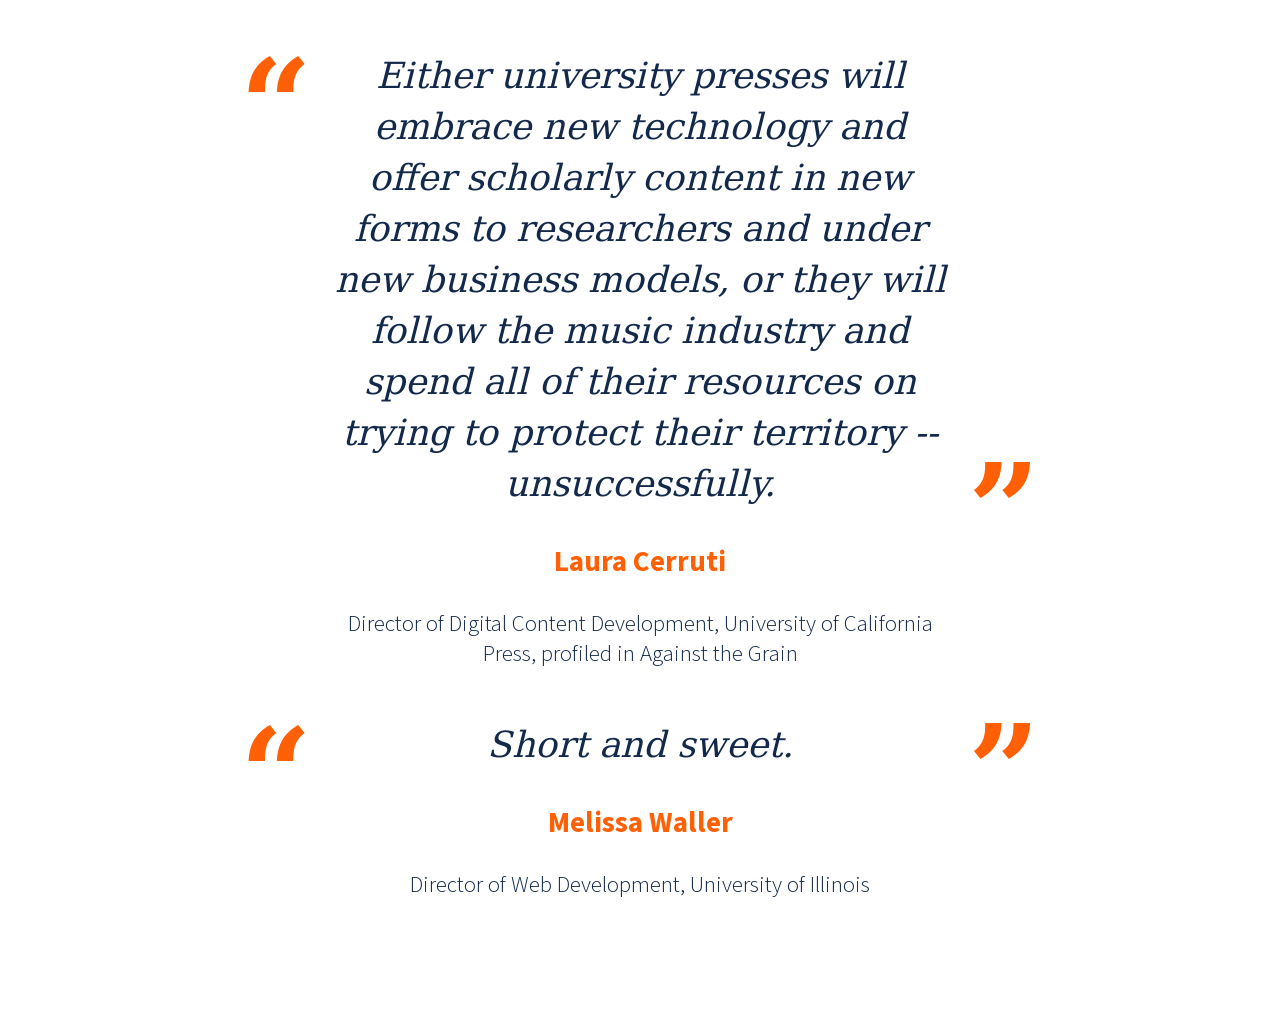 “ Either university presses will
embrace new technology and
offer scholarly content in new
forms to researchers and under
new business models, or they will
follow the music industry and
spend all of their resources on
trying to protect their territory --
unsuccessfully. ”
Laura Cerruti
Director of Digital Content Development, University of California
Press, profiled in Against the Grain
“ Short and sweet. ”
Melissa Waller
Director of Web Development, University of Illinois